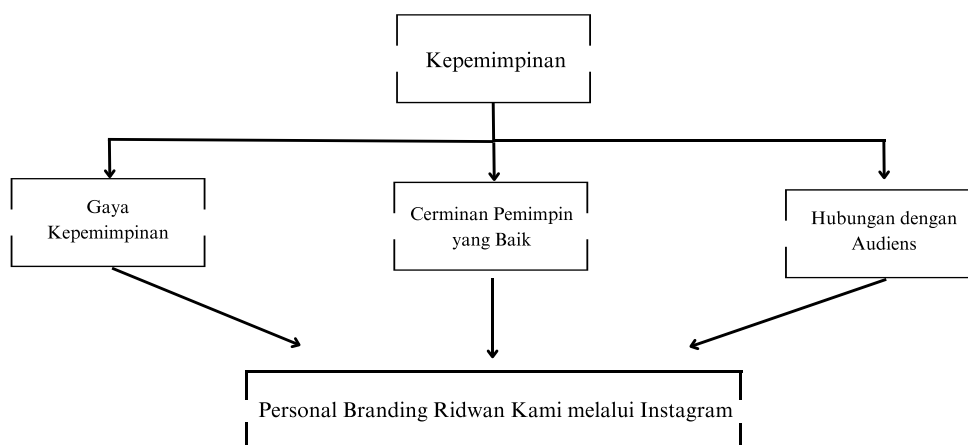 Kepemimpinan
Gaya
Kepemimpinan
Cerminan Pemimpin
yang Baik
Hubungan dengan
Audiens
Personal Branding Ridwan Kami melalui Instagram